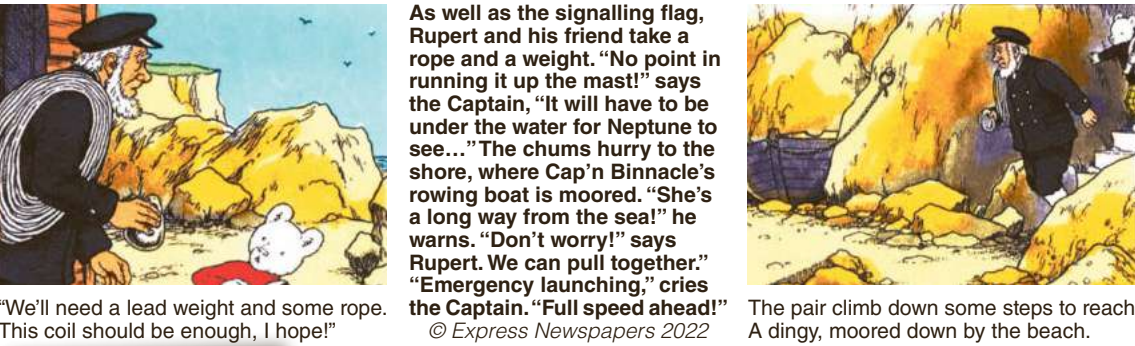 “We’ll need a lead weight and some rope.
This coil should be enough, I hope!”
As well as the signalling flag,
Rupert and his friend take a
rope and a weight. “No point in
running it up the mast!” says
the Captain, “It will have to be
under the water for Neptune to
see…” The chums hurry to the
shore, where Cap’n Binnacle’s
rowing boat is moored. “She’s
a long way from the sea!” he
warns. “Don’t worry!” says
Rupert. We can pull together.”
“Emergency launching,” cries
the Captain. “Full speed ahead!”
© Express Newspapers 2022
The pair climb down some steps to reach
A dingy, moored down by the beach.